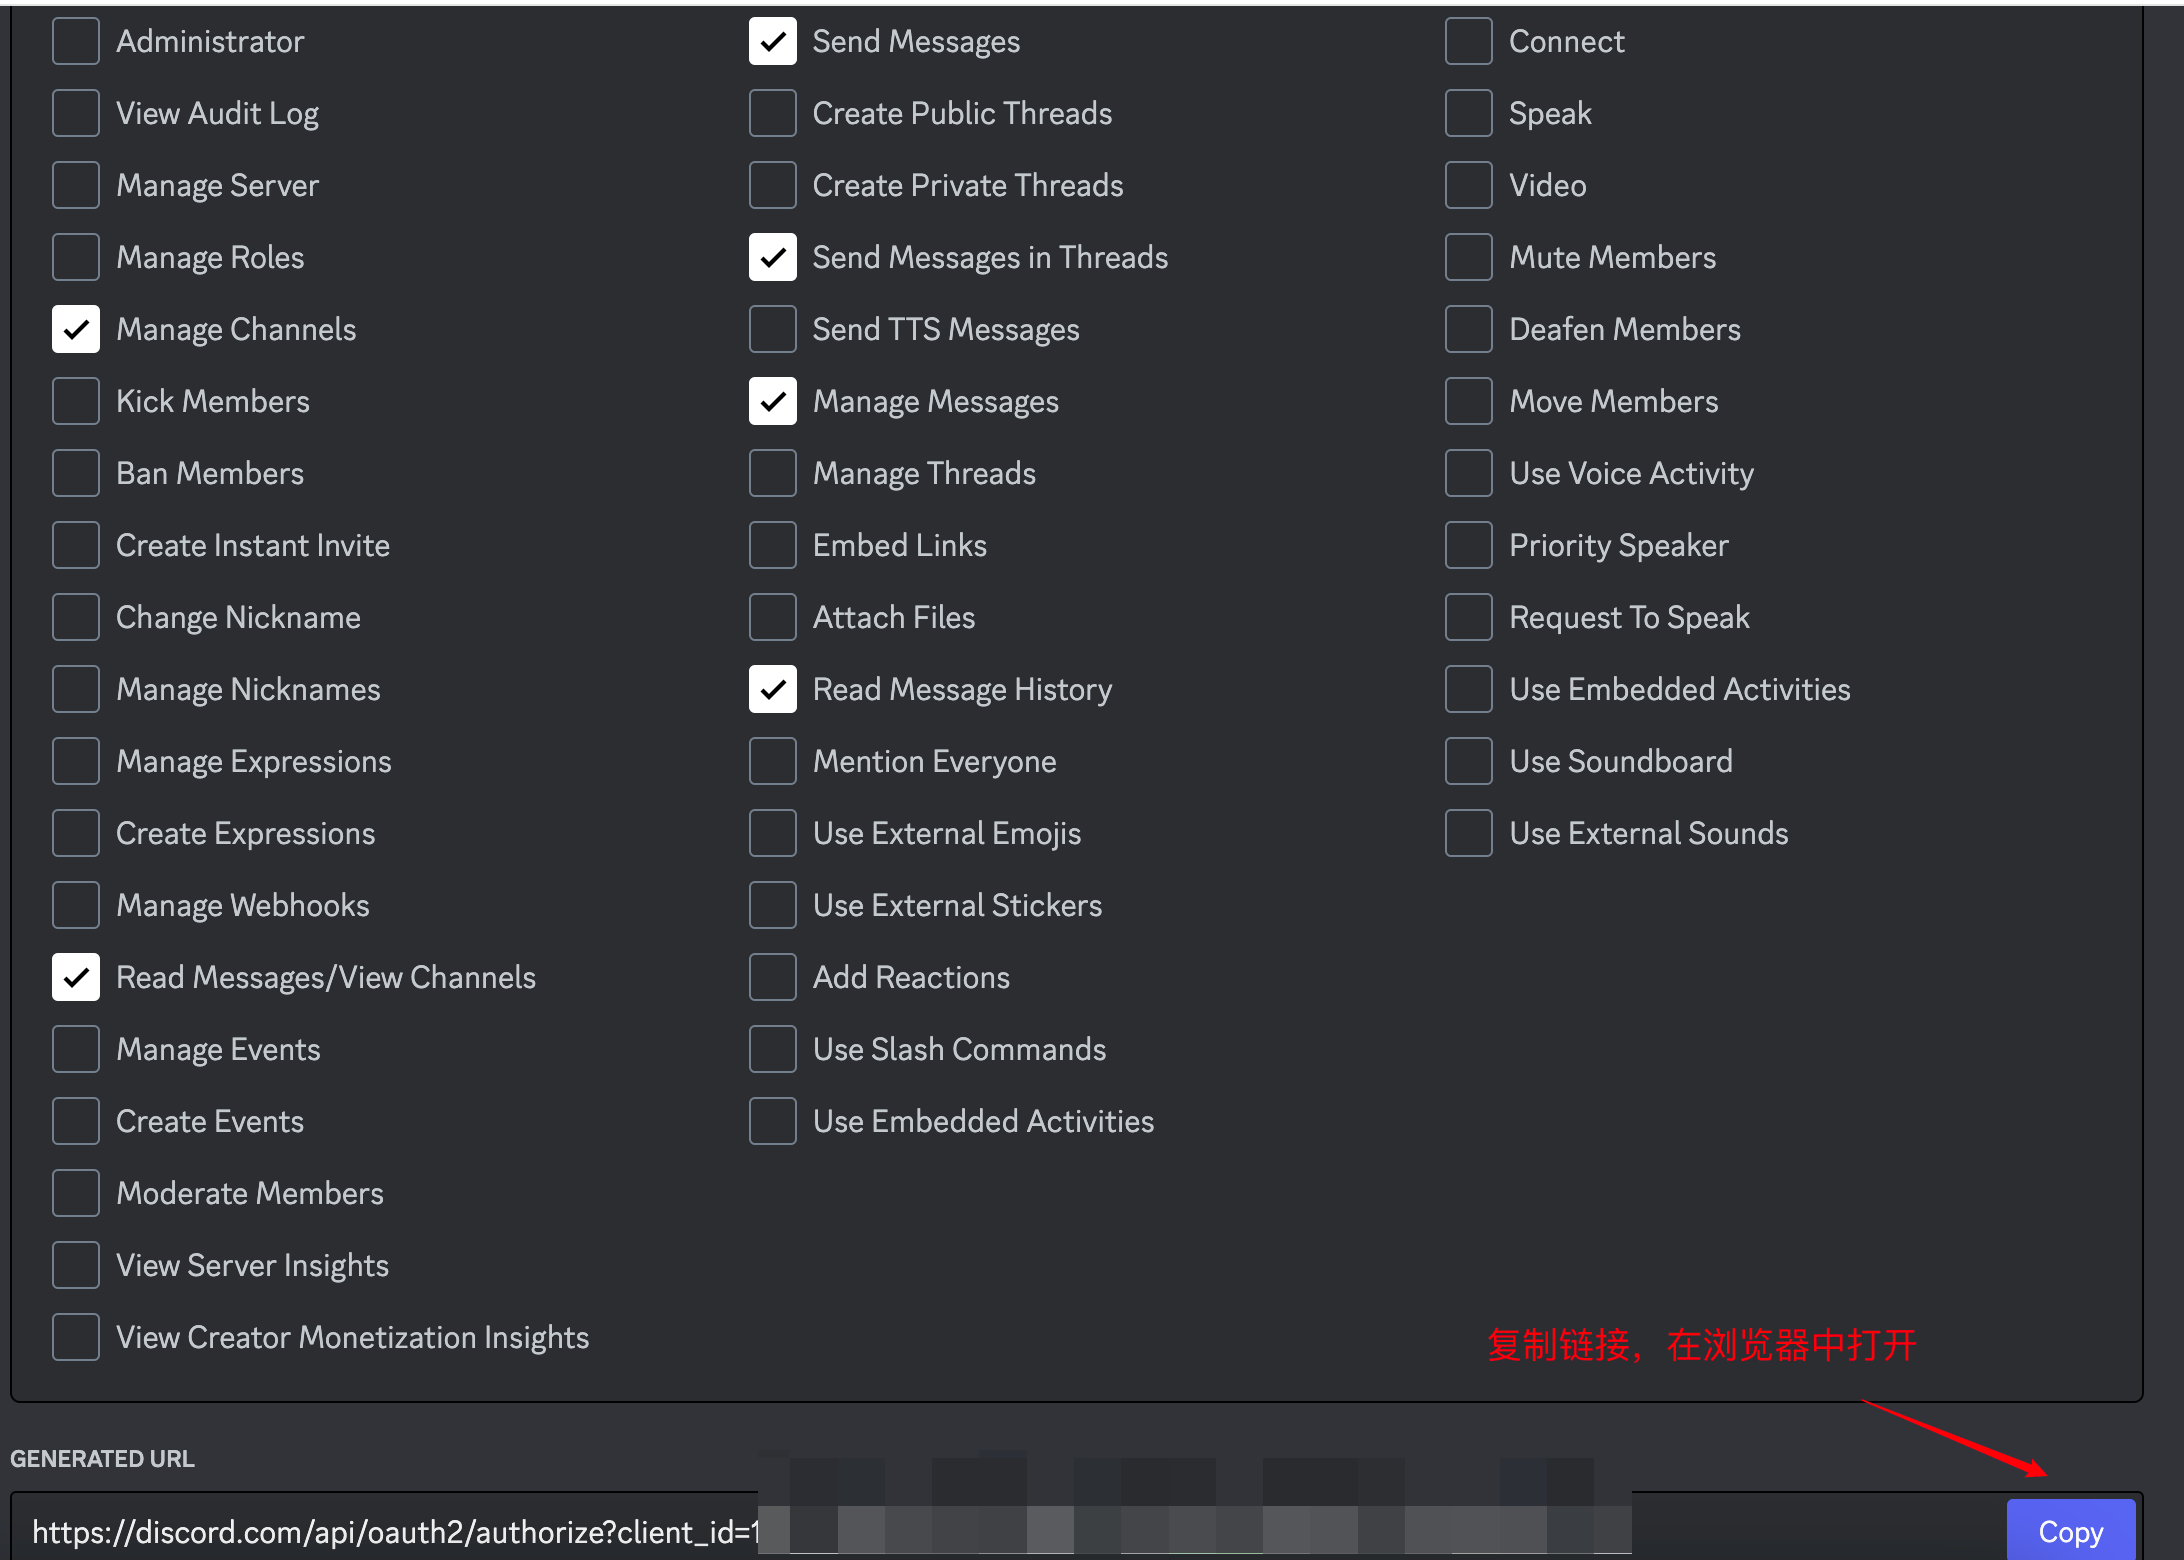 Administrator
View Audit Log
Manage Server
Manage Roles
Manage Channels
Kick Members
Ban Members
Create Instant Invite
Change Nickname
Manage Nicknames
Manage Expressions
Create Expressions
Manage Webhooks
Read Messages/View Channels
Manage Events
Create Events
Moderate Members
View Server Insights
View Creator Monetization Insights
Send Messages
Create Public Threads
Create Private Threads
Send Messages in Threads
Send TTS Messages
Manage Messages
Manage Threads
Embed Links
Attach Files
Read Message History
Mention Everyone
Use External Emojis
Use External Stickers
Add Reactions
Use Slash Commands
Use Embedded Activities
Connect
Speak
Video
Mute Members
Deafen Members
Move Members
Use Voice Activity
Priority Speaker
Request To Speak
Use Embedded Activities
Use Soundboard
Use External Sounds
复制链接，在浏览器中打开
GENERATED URL
https://discord.com/api/oauth2/authorize?client_id=1
Copy